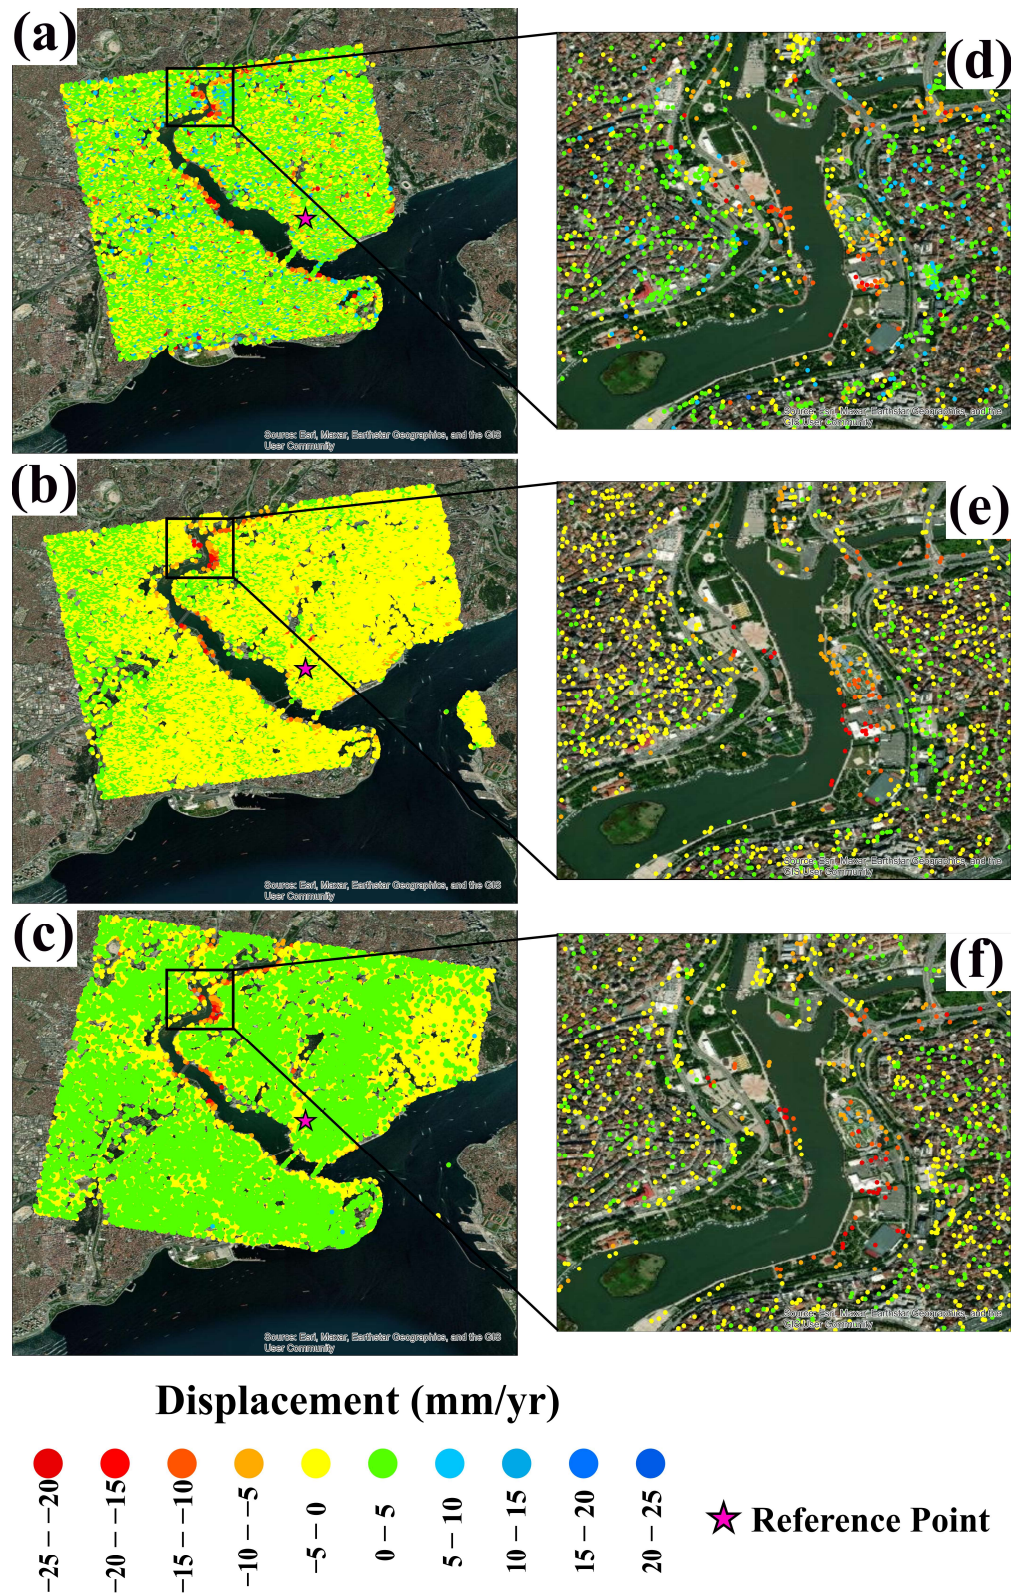 (a)
(d)
Source: Esri, Maxar, Earthstar Geographics, and the GIS
User Community
Source: Esri, Maxar, Earthstar Geographics, and the
GIS User Community
(b)
(e)
Source: Esri, Maxar, Earthstar Geographics, and the GIS
User Community
Source: Esri, Maxar, Earthstar Geographics, and the
GIS User Community
(c)
(f)
Source: Esri, Maxar, Earthstar Geographics, and the GIS
User Community
Source: Esri, Maxar, Earthstar Geographics, and the
GIS User Community
Displacement (mm/yr)
−25 – −20
−20 – −15
−15 – −10
−10 – −5
−5 – 0
0 – 5
5 – 10
10 – 15
15 – 20
20 – 25
Reference Point